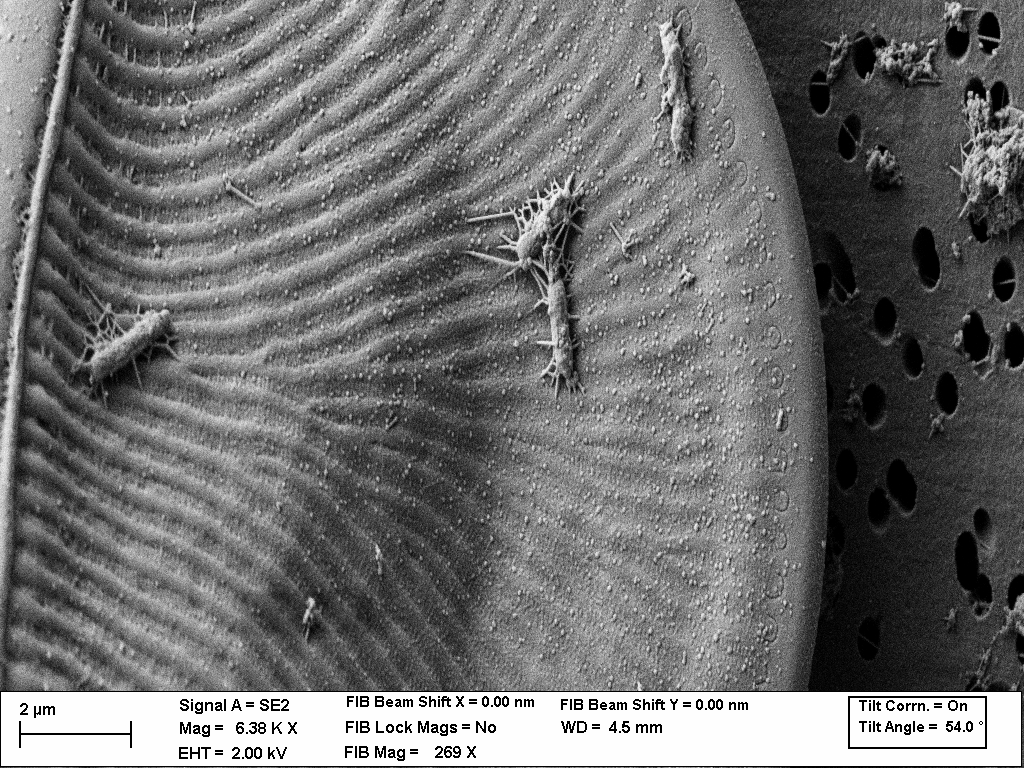 2 µm
Signal A = SE2
Mag = 6.38 K X
EHT = 2.00 kV
FIB Beam Shift X = 0.00 nm
FIB Lock Mags = No
FIB Mag = 269 X
FIB Beam Shift Y = 0.00 nm
WD = 4.5 mm
Tilt Corrn. = On
Tilt Angle = 54.0 °